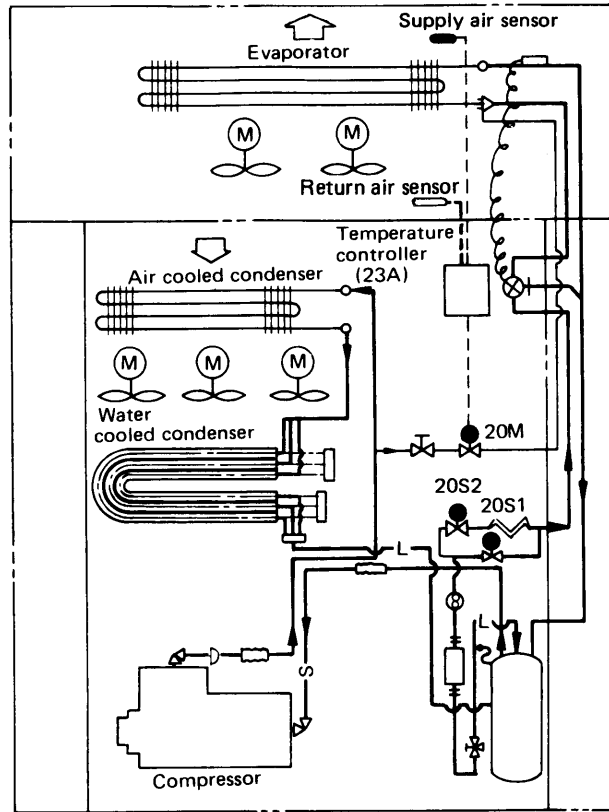 Supply air sensor
Evaporator
M
M
Return air sensor
Temperature
controller
(23A)
Air cooled condenser
M
M
M
Water
cooled condenser
20M
20S2
20S1
L
L
S
Compressor